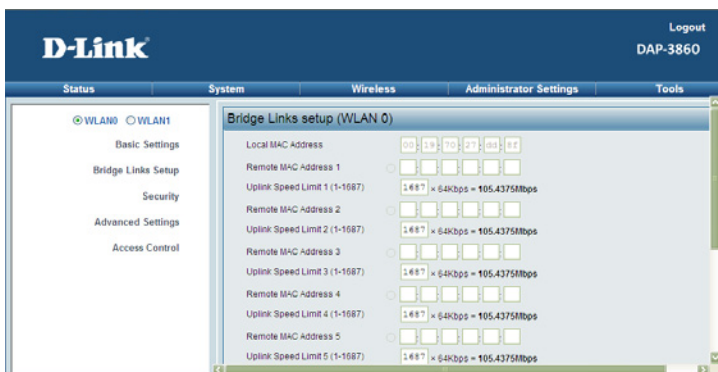 Logout
D-Link
DAP-3860
Status System Wireless Administrator Settings Tools
WLAN0 WLAN1
Basic Settings
Bridge Links Setup
Security
Advanced Settings
Access Control
Bridge Links setup (WLAN 0)
Local MAC Address 00:19:70:27:dd:8f
Remote MAC Address 1
Uplink Speed Limit 1 (1-1687) 1687 × 64Kbps = 105.4375Mbps
Remote MAC Address 2
Uplink Speed Limit 2 (1-1687) 1687 × 64Kbps = 105.4375Mbps
Remote MAC Address 3
Uplink Speed Limit 3 (1-1687) 1687 × 64Kbps = 105.4375Mbps
Remote MAC Address 4
Uplink Speed Limit 4 (1-1687) 1687 × 64Kbps = 105.4375Mbps
Remote MAC Address 5
Uplink Speed Limit 5 (1-1687) 1687 × 64Kbps = 105.4375Mbps